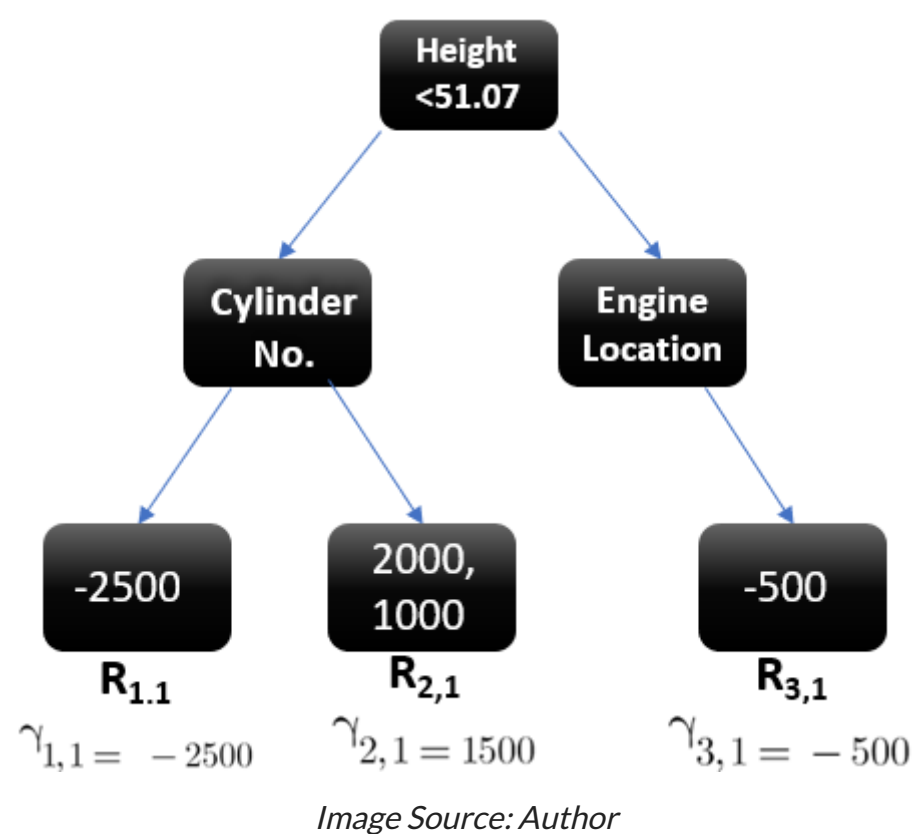 Height
<51.07
Cylinder
No.
Engine
Location
-2500
2000,
1000
-500
R1.1
R2,1
R3,1
γ1,1 = −2500
γ2,1 = 1500
γ3,1 = −500
Image Source: Author